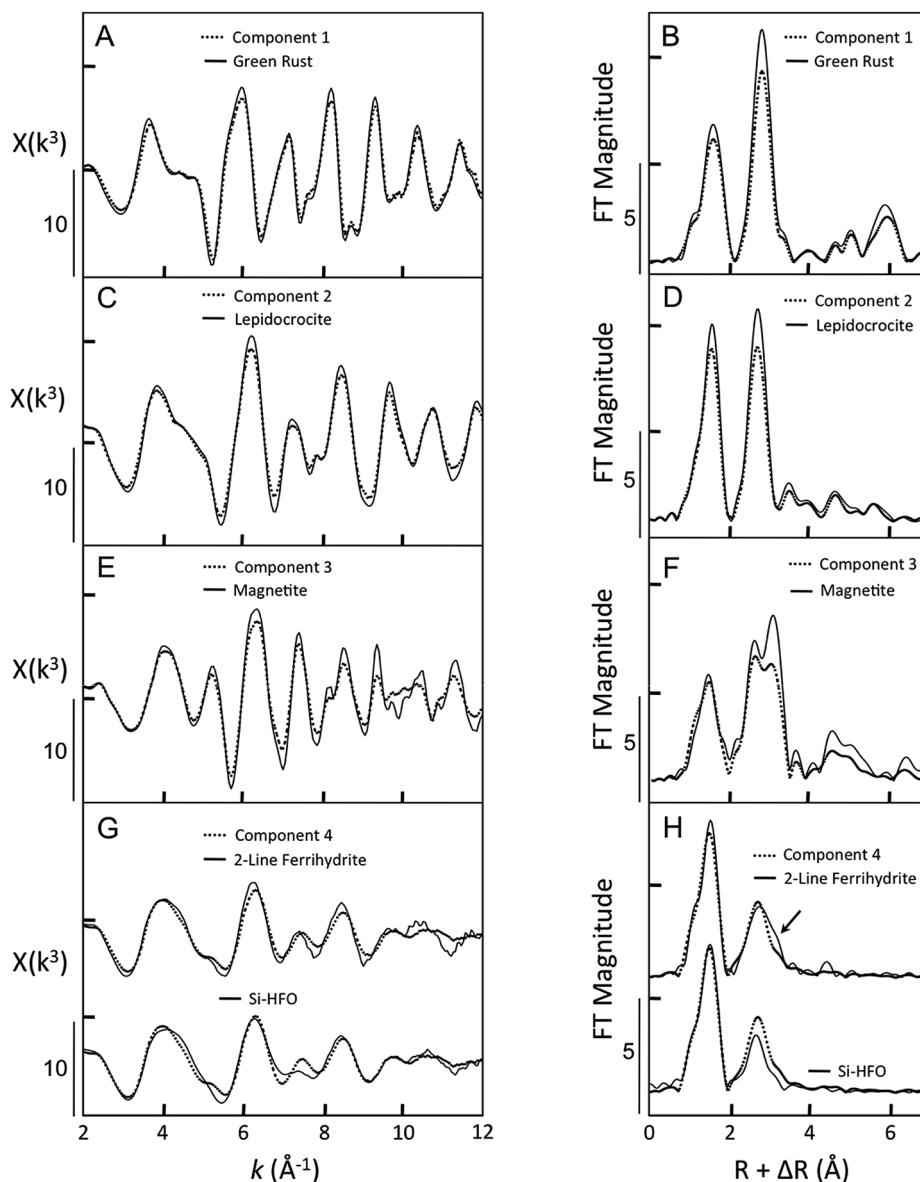 A
Component 1
Green Rust
X(k³)
10
B
Component 1
Green Rust
FT Magnitude
5
C
Component 2
Lepidocrocite
X(k³)
10
D
Component 2
Lepidocrocite
FT Magnitude
5
E
Component 3
Magnetite
X(k³)
10
F
Component 3
Magnetite
FT Magnitude
5
G
Component 4
2-Line Ferrihydrite
X(k³)
Si-HFO
10
2 4 6 8 10 12
k (Å⁻¹)
H
Component 4
2-Line Ferrihydrite
FT Magnitude
5
Si-HFO
0 2 4 6
R + ΔR (Å)